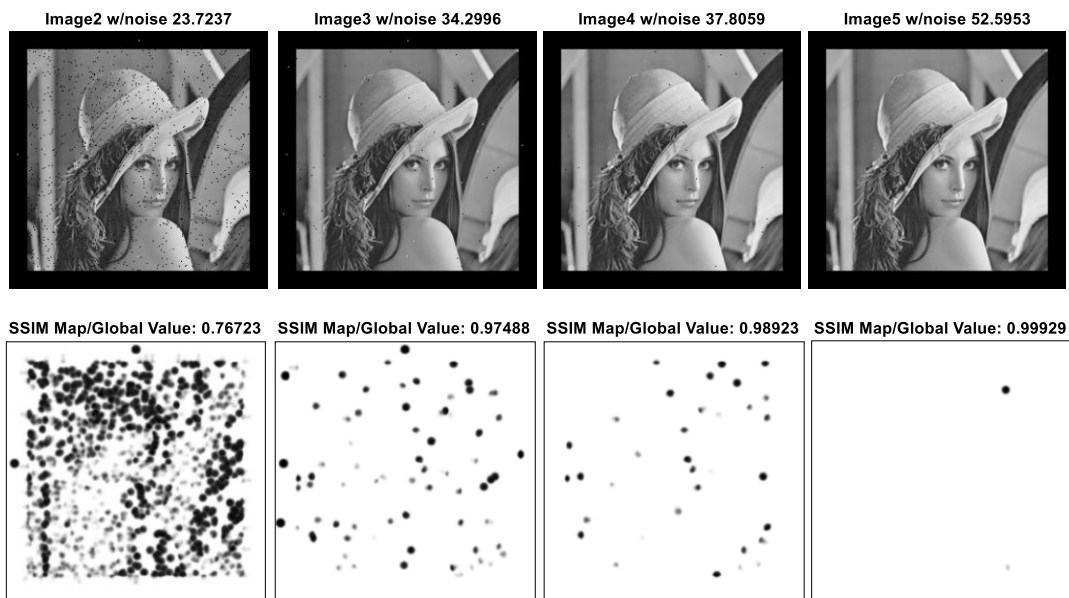 Image2 w/noise 23.7237
Image3 w/noise 34.2996
Image4 w/noise 37.8059
Image5 w/noise 52.5953
SSIM Map/Global Value: 0.76723
SSIM Map/Global Value: 0.97488
SSIM Map/Global Value: 0.98923
SSIM Map/Global Value: 0.99929